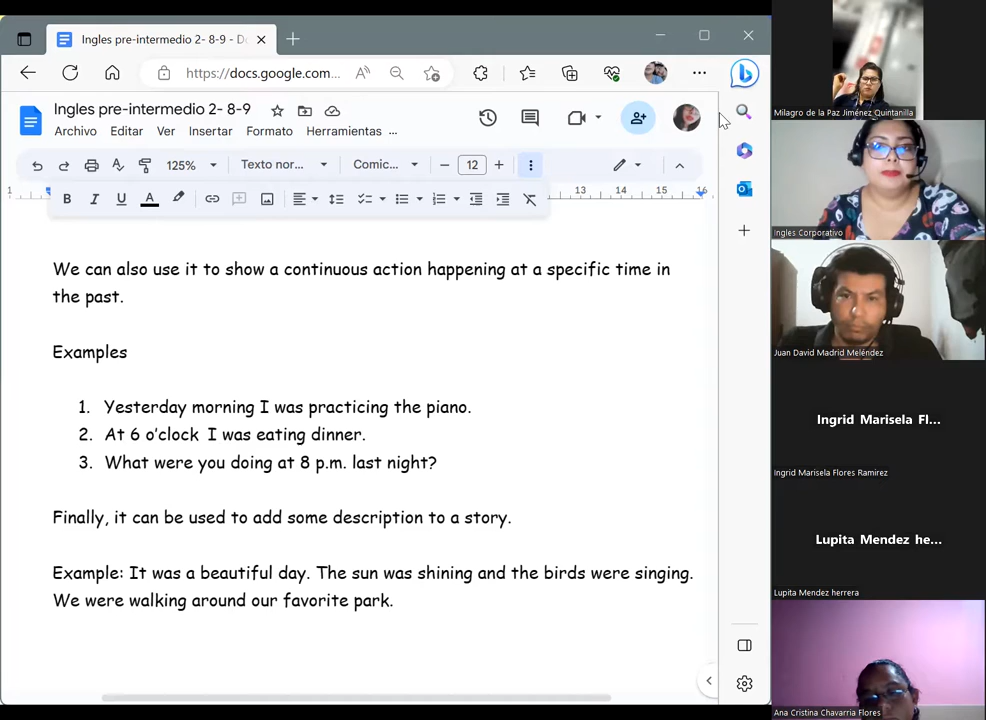 Ingles pre-intermedio 2- 8-9 - Do
https://docs.google.com...
Ingles pre-intermedio 2- 8-9
Archivo Editar Ver Insertar Formato Herramientas ...
125% Texto nor... Comic... 12
1 13 14 15 16
We can also use it to show a continuous action happening at a specific time in
the past.
Examples
1. Yesterday morning I was practicing the piano.
2. At 6 o'clock I was eating dinner.
3. What were you doing at 8 p.m. last night?
Finally, it can be used to add some description to a story.
Example: It was a beautiful day. The sun was shining and the birds were singing.
We were walking around our favorite park.
Milagro de la Paz Jiménez Quintanilla
Ingles Corporativo
Juan David Madrid Meléndez
Ingrid Marisela Fl...
Ingrid Marisela Flores Ramirez
Lupita Mendez he...
Lupita Mendez herrera
Ana Cristina Chavarria Flores